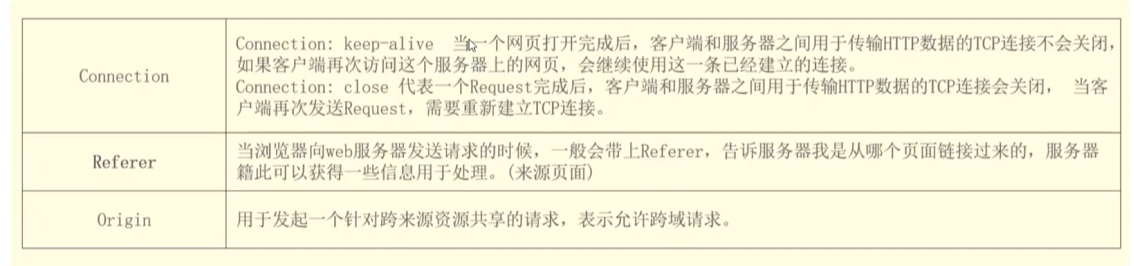 Connection
Connection: keep-alive 当一个网页打开完成后，客户端和服务器之间用于传输HTTP数据的TCP连接不会关闭，
如果客户端再次访问这个服务器上的网页，会继续使用这一条已经建立的连接。
Connection: close 代表一个Request完成后，客户端和服务器之间用于传输HTTP数据的TCP连接会关闭， 当客
户端再次发送Request，需要重新建立TCP连接。
Referer
当浏览器向web服务器发送请求的时候，一般会带上Referer，告诉服务器我是从哪个页面链接过来的，服务器
籍此可以获得一些信息用于处理。(来源页面)
Origin
用于发起一个针对跨来源资源共享的请求，表示允许跨域请求。